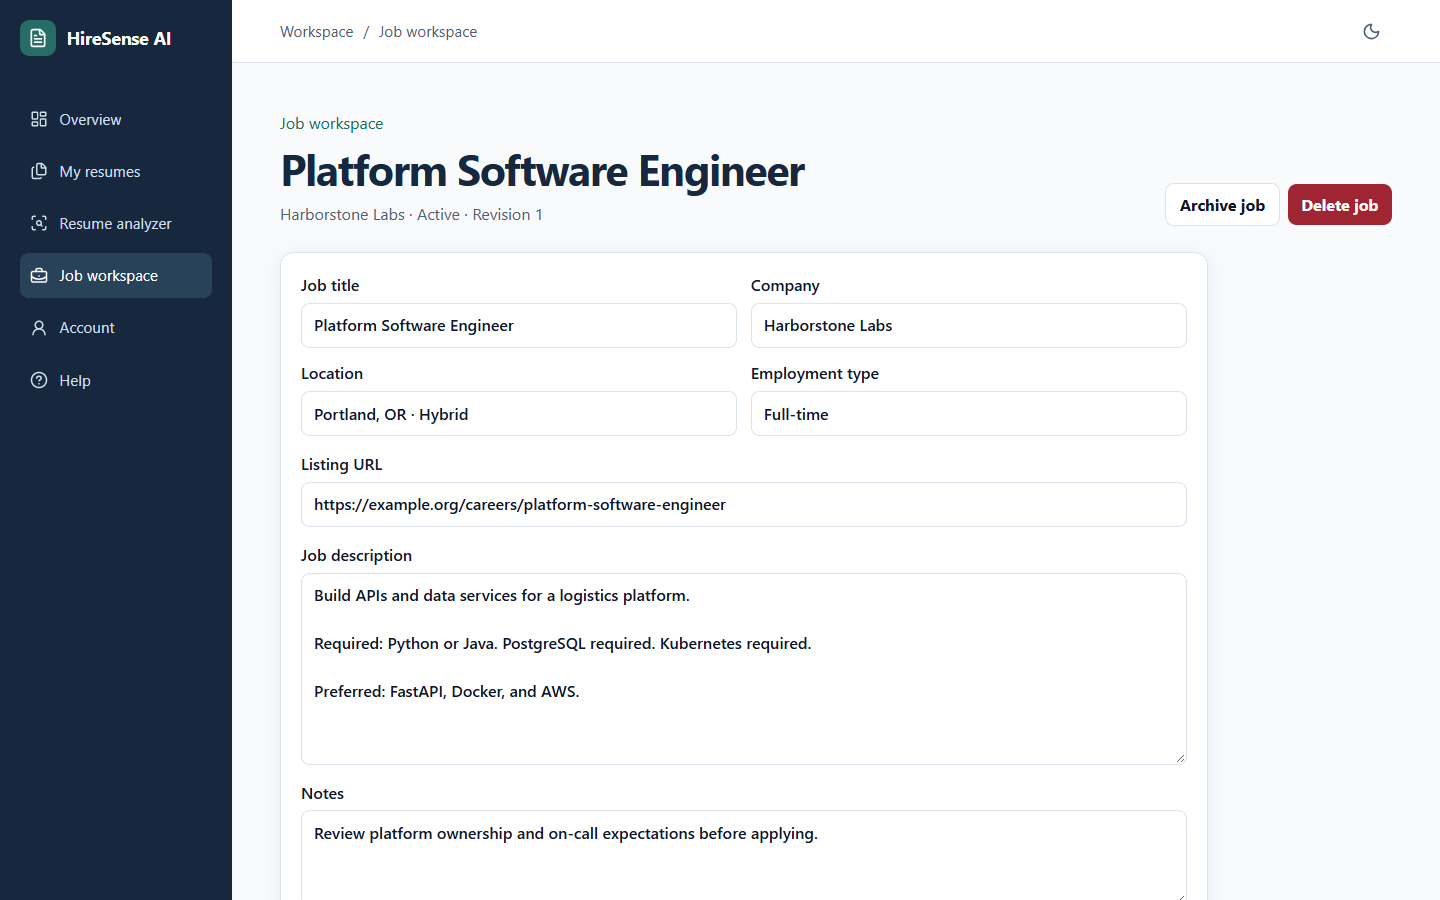 HireSense AI
Overview
My resumes
Resume analyzer
Job workspace
Account
Help
Workspace / Job workspace
Job workspace
Platform Software Engineer
Harborstone Labs · Active · Revision 1
Archive job
Delete job
Job title
Platform Software Engineer
Company
Harborstone Labs
Location
Portland, OR · Hybrid
Employment type
Full-time
Listing URL
https://example.org/careers/platform-software-engineer
Job description
Build APIs and data services for a logistics platform.
Required: Python or Java. PostgreSQL required. Kubernetes required.
Preferred: FastAPI, Docker, and AWS.
Notes
Review platform ownership and on-call expectations before applying.